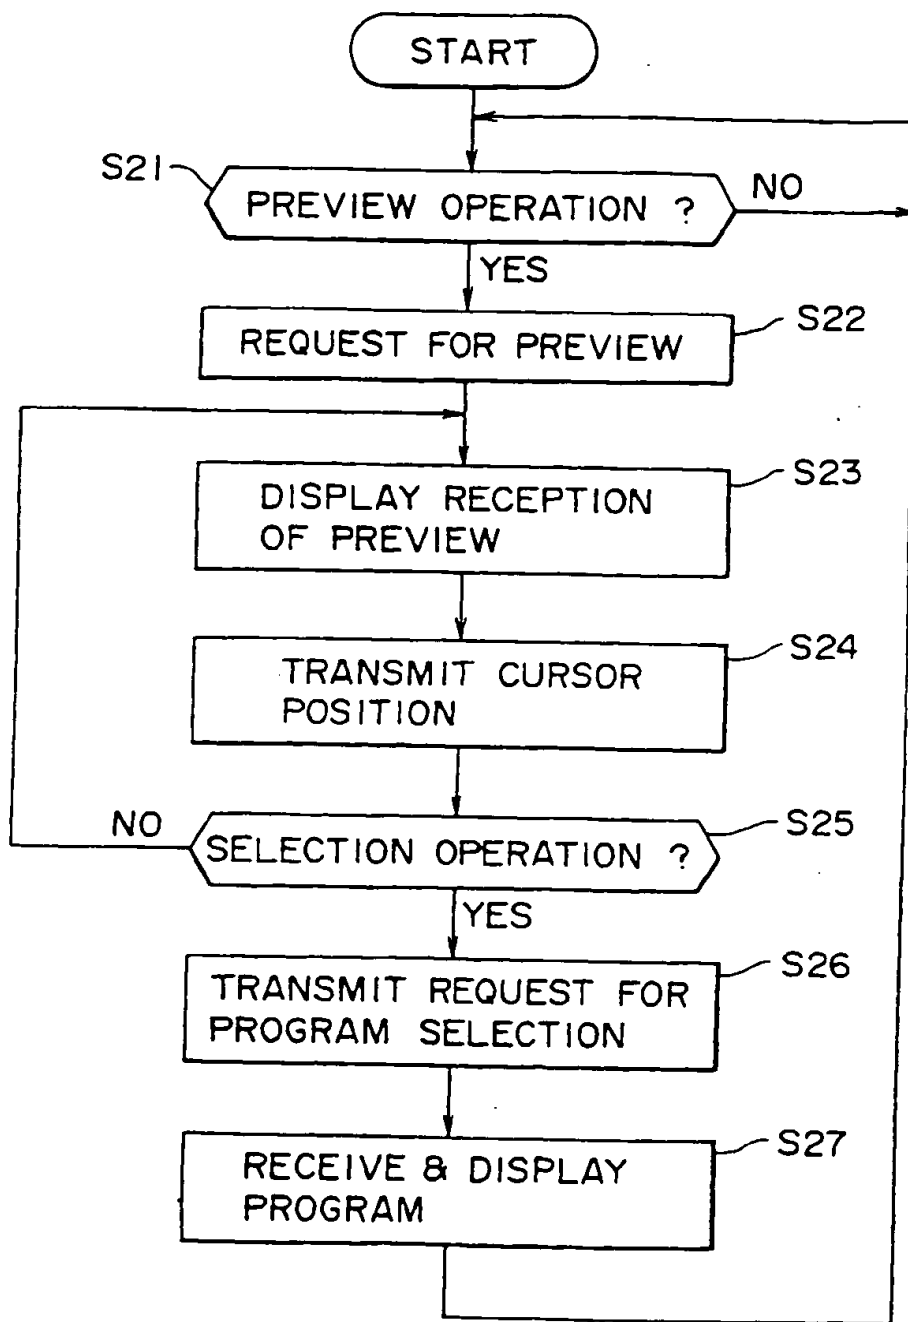 START
S21
PREVIEW OPERATION ?
NO
YES
S22
REQUEST FOR PREVIEW
S23
DISPLAY RECEPTION
OF PREVIEW
S24
TRANSMIT CURSOR
POSITION
NO
S25
SELECTION OPERATION ?
YES
S26
TRANSMIT REQUEST FOR
PROGRAM SELECTION
S27
RECEIVE & DISPLAY
PROGRAM